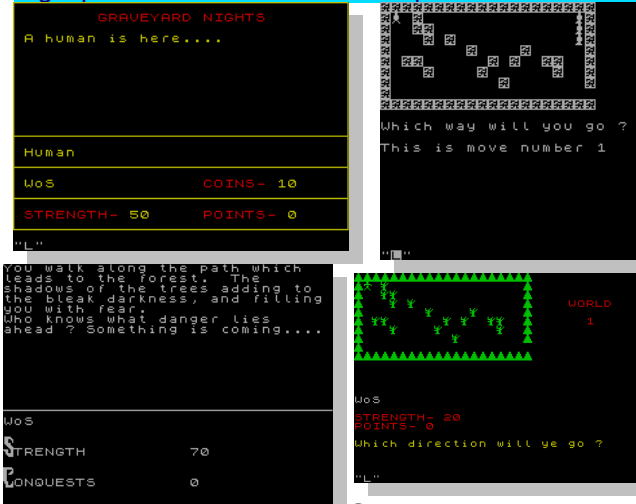 GRAVEYARD NIGHTS
A human is here....
Human
WoS COINS- 10
STRENGTH- 50 POINTS- 0
"L"
Which way will you go ?
This is move number 1
"L"
You walk along the path which
leads to the forest. The
shadows of the trees adding to
the bleak darkness, and filling
you with fear.
Who knows what danger lies
ahead ? Something is coming....
WoS
STRENGTH 70
CONQUESTS 0
WORLD
1
WoS
STRENGTH- 20
POINTS- 0
Which direction will ye go ?
"L"